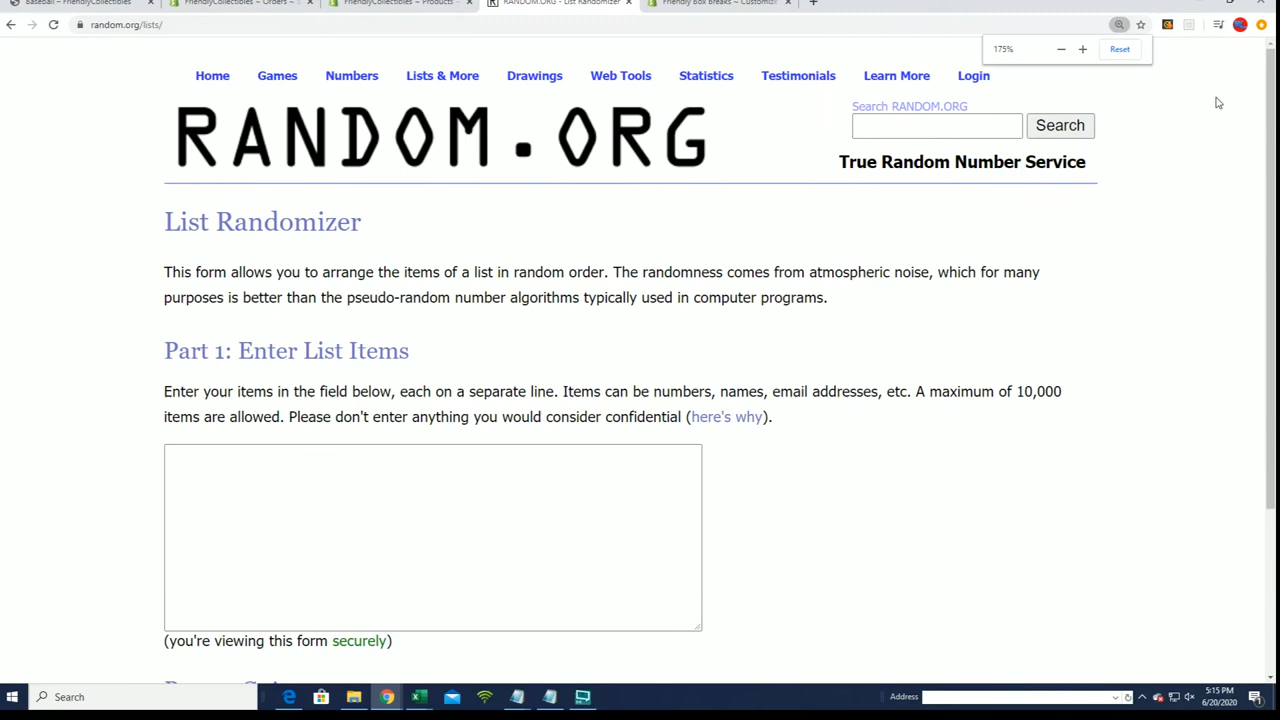 Baseball ~ FriendlyCollectibles
FriendlyCollectibles ~ Orders ~ S
FriendlyCollectibles ~ Products ~
RANDOM.ORG - List Randomizer
Friendly Box Breaks ~ Customize
random.org/lists/
175%
Reset
Home Games Numbers Lists & More Drawings Web Tools Statistics Testimonials Learn More Login
RANDOM.ORG
Search RANDOM.ORG
Search
True Random Number Service
List Randomizer
This form allows you to arrange the items of a list in random order. The randomness comes from atmospheric noise, which for many
purposes is better than the pseudo-random number algorithms typically used in computer programs.
Part 1: Enter List Items
Enter your items in the field below, each on a separate line. Items can be numbers, names, email addresses, etc. A maximum of 10,000
items are allowed. Please don't enter anything you would consider confidential (here's why).
(you're viewing this form securely)
Search
Address
5:15 PM
6/20/2020